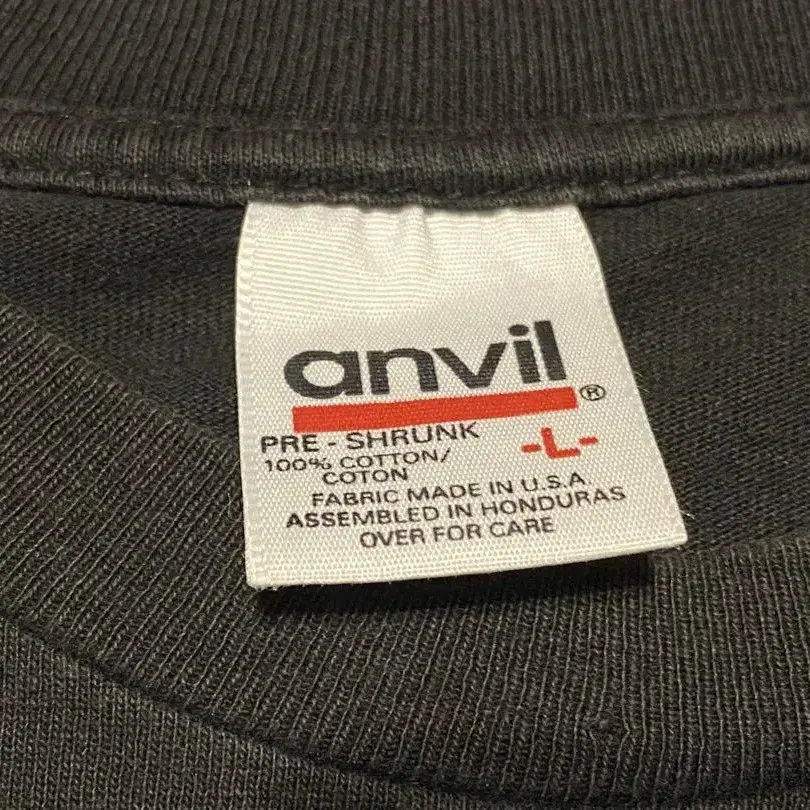 anvil®
PRE - SHRUNK -L-
100% COTTON/
COTON
FABRIC MADE IN U.S.A.
ASSEMBLED IN HONDURAS
OVER FOR CARE